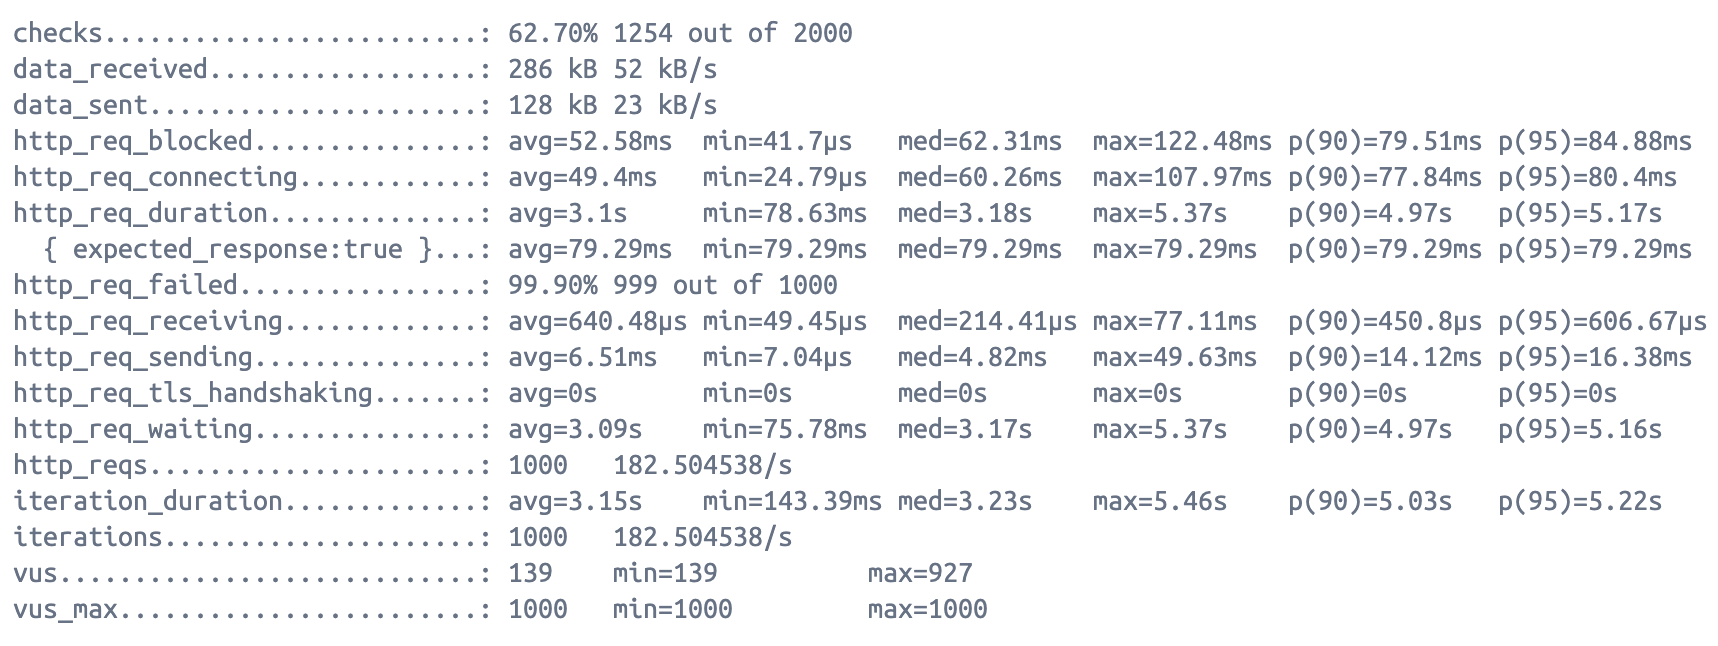 checks.........................: 62.70% 1254 out of 2000
data_received..................: 286 kB 52 kB/s
data_sent......................: 128 kB 23 kB/s
http_req_blocked...............: avg=52.58ms  min=41.7µs   med=62.31ms  max=122.48ms p(90)=79.51ms p(95)=84.88ms
http_req_connecting............: avg=49.4ms   min=24.79µs  med=60.26ms  max=107.97ms p(90)=77.84ms p(95)=80.4ms
http_req_duration..............: avg=3.1s     min=78.63ms  med=3.18s    max=5.37s    p(90)=4.97s   p(95)=5.17s
  { expected_response:true }...: avg=79.29ms  min=79.29ms  med=79.29ms  max=79.29ms  p(90)=79.29ms p(95)=79.29ms
http_req_failed................: 99.90% 999 out of 1000
http_req_receiving.............: avg=640.48µs min=49.45µs  med=214.41µs max=77.11ms  p(90)=450.8µs p(95)=606.67µs
http_req_sending...............: avg=6.51ms   min=7.04µs   med=4.82ms   max=49.63ms  p(90)=14.12ms p(95)=16.38ms
http_req_tls_handshaking.......: avg=0s       min=0s       med=0s       max=0s       p(90)=0s      p(95)=0s
http_req_waiting...............: avg=3.09s    min=75.78ms  med=3.17s    max=5.37s    p(90)=4.97s   p(95)=5.16s
http_reqs......................: 1000   182.504538/s
iteration_duration.............: avg=3.15s    min=143.39ms med=3.23s    max=5.46s    p(90)=5.03s   p(95)=5.22s
iterations.....................: 1000   182.504538/s
vus............................: 139    min=139          max=927
vus_max........................: 1000   min=1000         max=1000